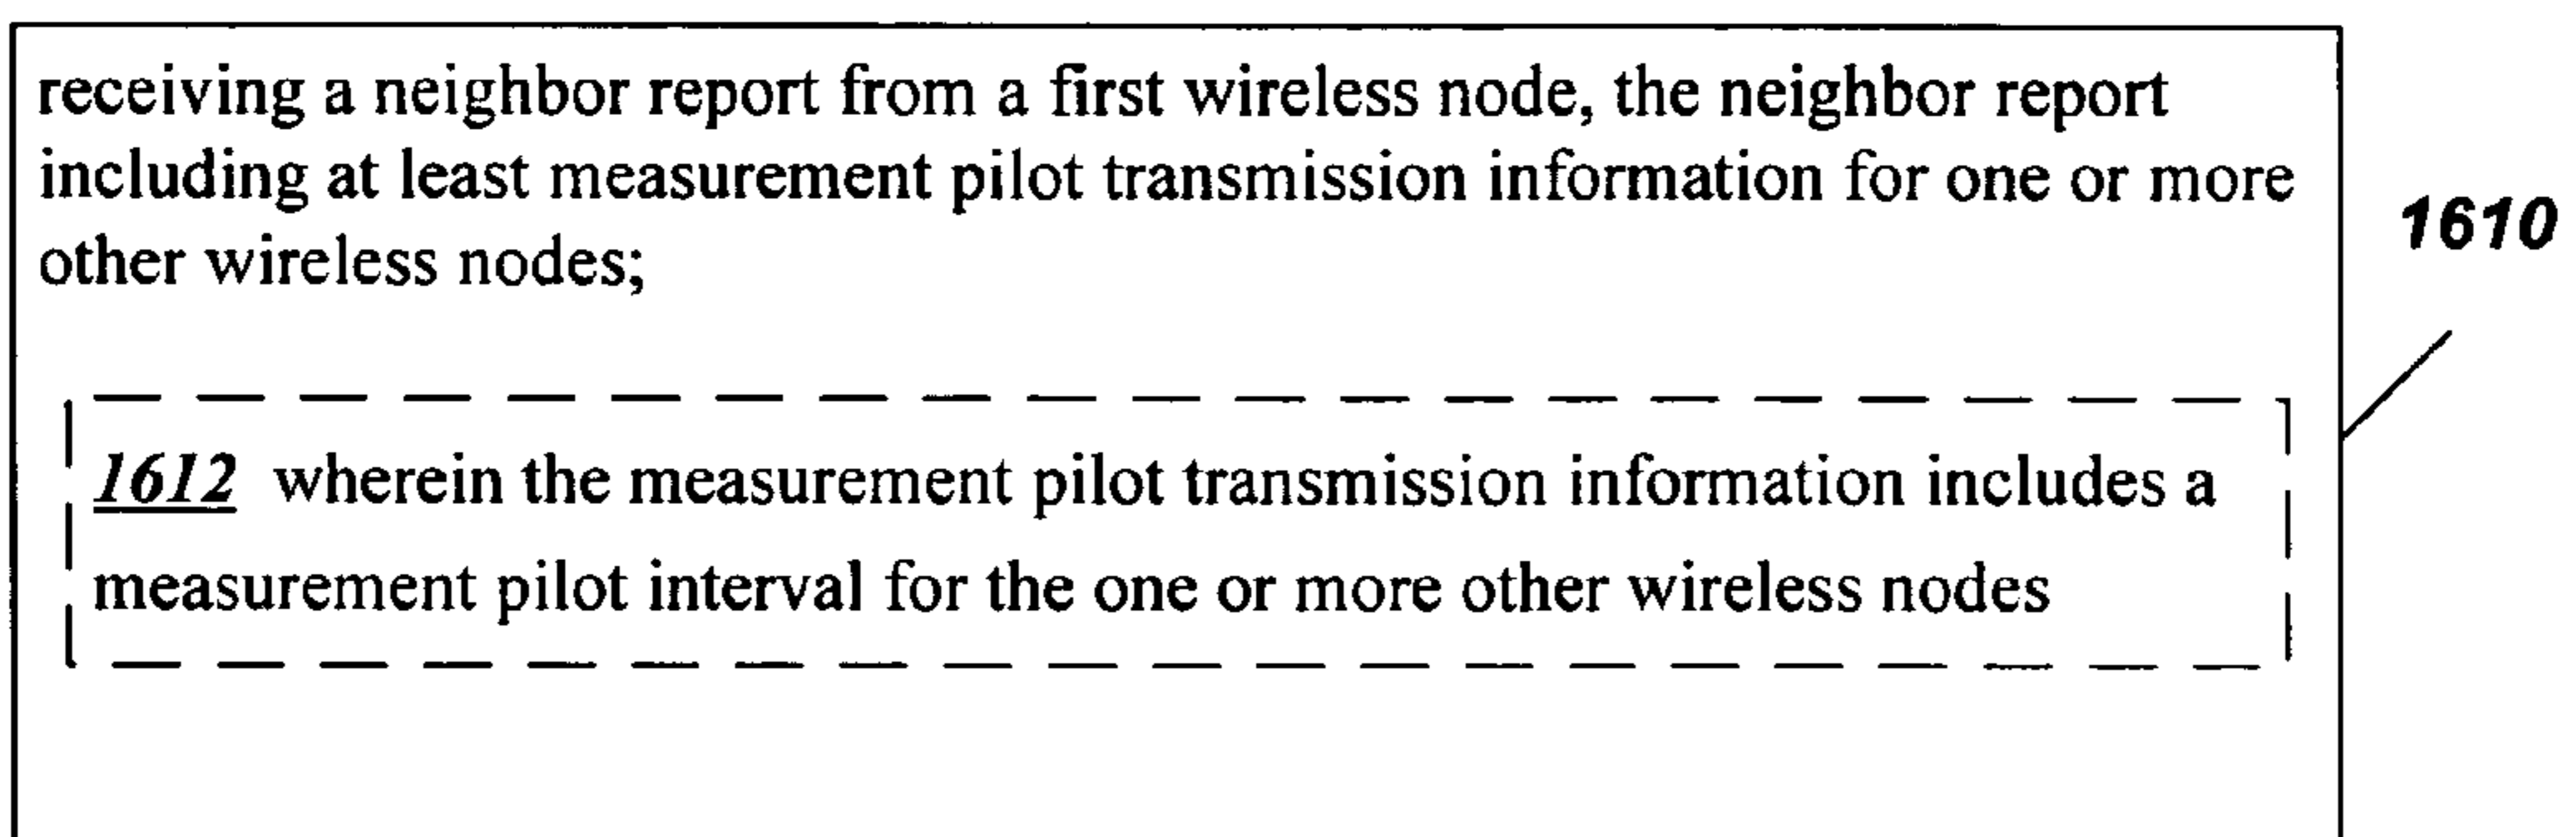 receiving a neighbor report from a first wireless node, the neighbor report
including at least measurement pilot transmission information for one or more
other wireless nodes;
1610
1612 wherein the measurement pilot transmission information includes a
measurement pilot interval for the one or more other wireless nodes